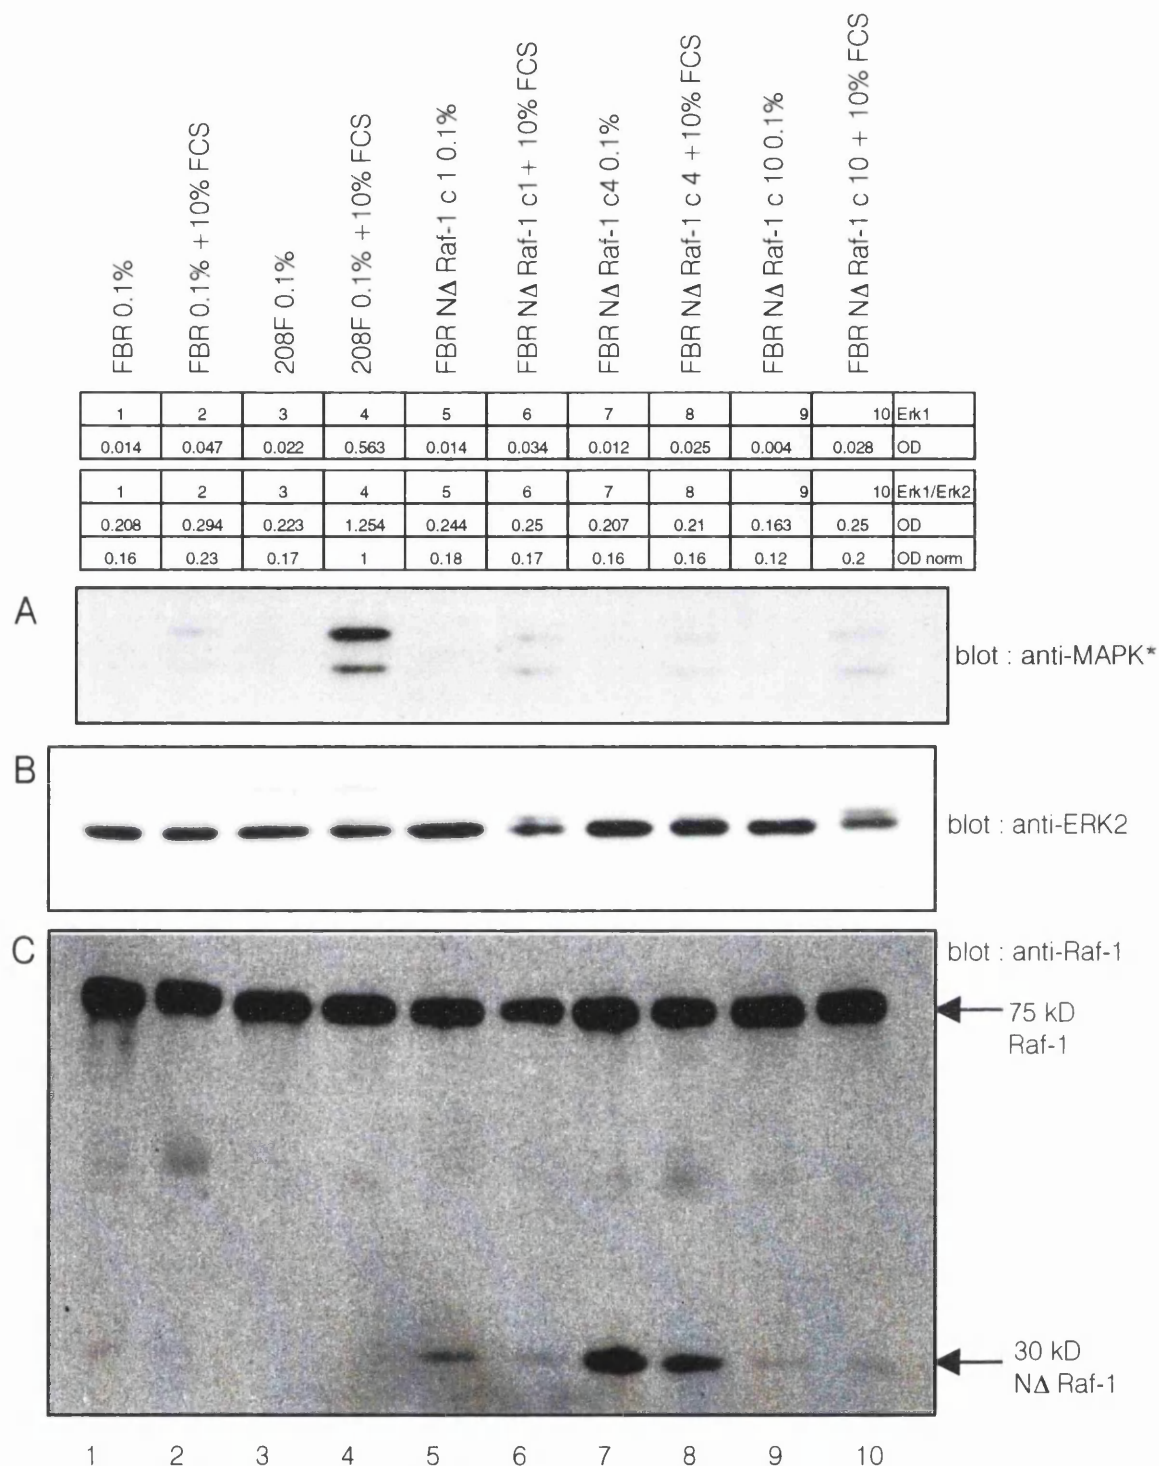 FBR 0.1%
FBR 0.1% +10% FCS
208F 0.1%
208F 0.1% +10% FCS
FBR NΔ Raf-1 c 1 0.1%
FBR NΔ Raf-1 c1 + 10% FCS
FBR NΔ Raf-1 c4 0.1%
FBR NΔ Raf-1 c 4 +10% FCS
FBR NΔ Raf-1 c 10 0.1%
FBR NΔ Raf-1 c 10 + 10% FCS
1 2 3 4 5 6 7 8 9 10 Erk1
0.014 0.047 0.022 0.563 0.014 0.034 0.012 0.025 0.004 0.028 OD
1 2 3 4 5 6 7 8 9 10 Erk1/Erk2
0.208 0.294 0.223 1.254 0.244 0.25 0.207 0.21 0.163 0.25 OD
0.16 0.23 0.17 1 0.18 0.17 0.16 0.16 0.12 0.2 OD norm
A
blot : anti-MAPK*
B
blot : anti-ERK2
C
blot : anti-Raf-1
75 kD
Raf-1
30 kD
NΔ Raf-1
1 2 3 4 5 6 7 8 9 10